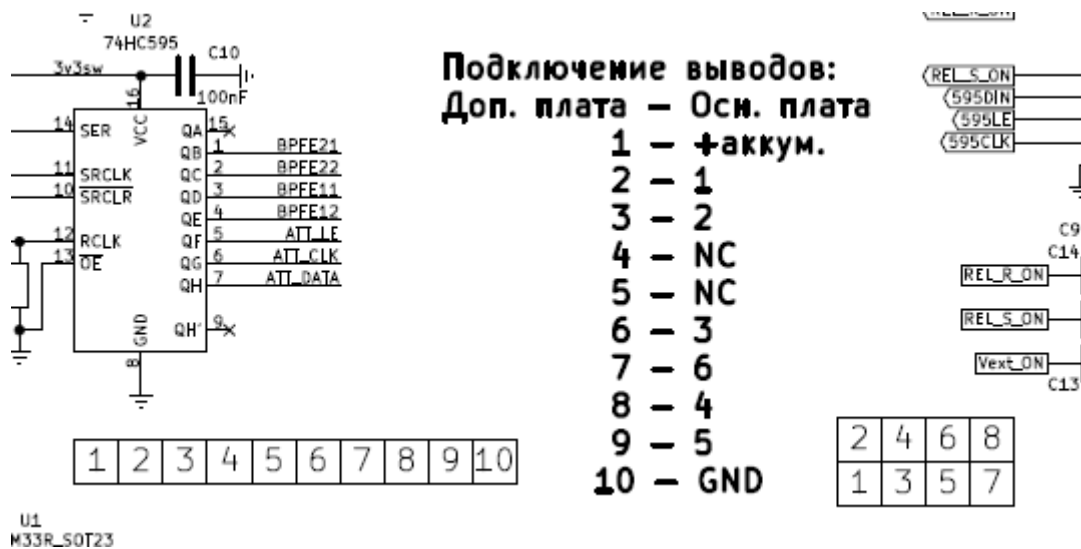 U2
74HC595
C10
3v3sw
100nF
16
VCC
14 SER
QA 15
QB 1 BPFE21
11 SRCLK
QC 2 BPFE22
10 SRCLR
QD 3 BPFE11
QE 4 BPFE12
12 RCLK
QF 5 ATT_LE
13 OE
QG 6 ATT_CLK
QH 7 ATT_DATA
GND
QH' 9
8
1 2 3 4 5 6 7 8 9 10
U1
M33R_SOT23
Подключение выводов:
Доп. плата — Осн. плата
1 — +аккум.
2 — 1
3 — 2
4 — NC
5 — NC
6 — 3
7 — 6
8 — 4
9 — 5
10 — GND
REL_S_ON
595DIN
595LE
595CLK
C9
C14
REL_R_ON
REL_S_ON
Vext_ON
C13
2 4 6 8
1 3 5 7